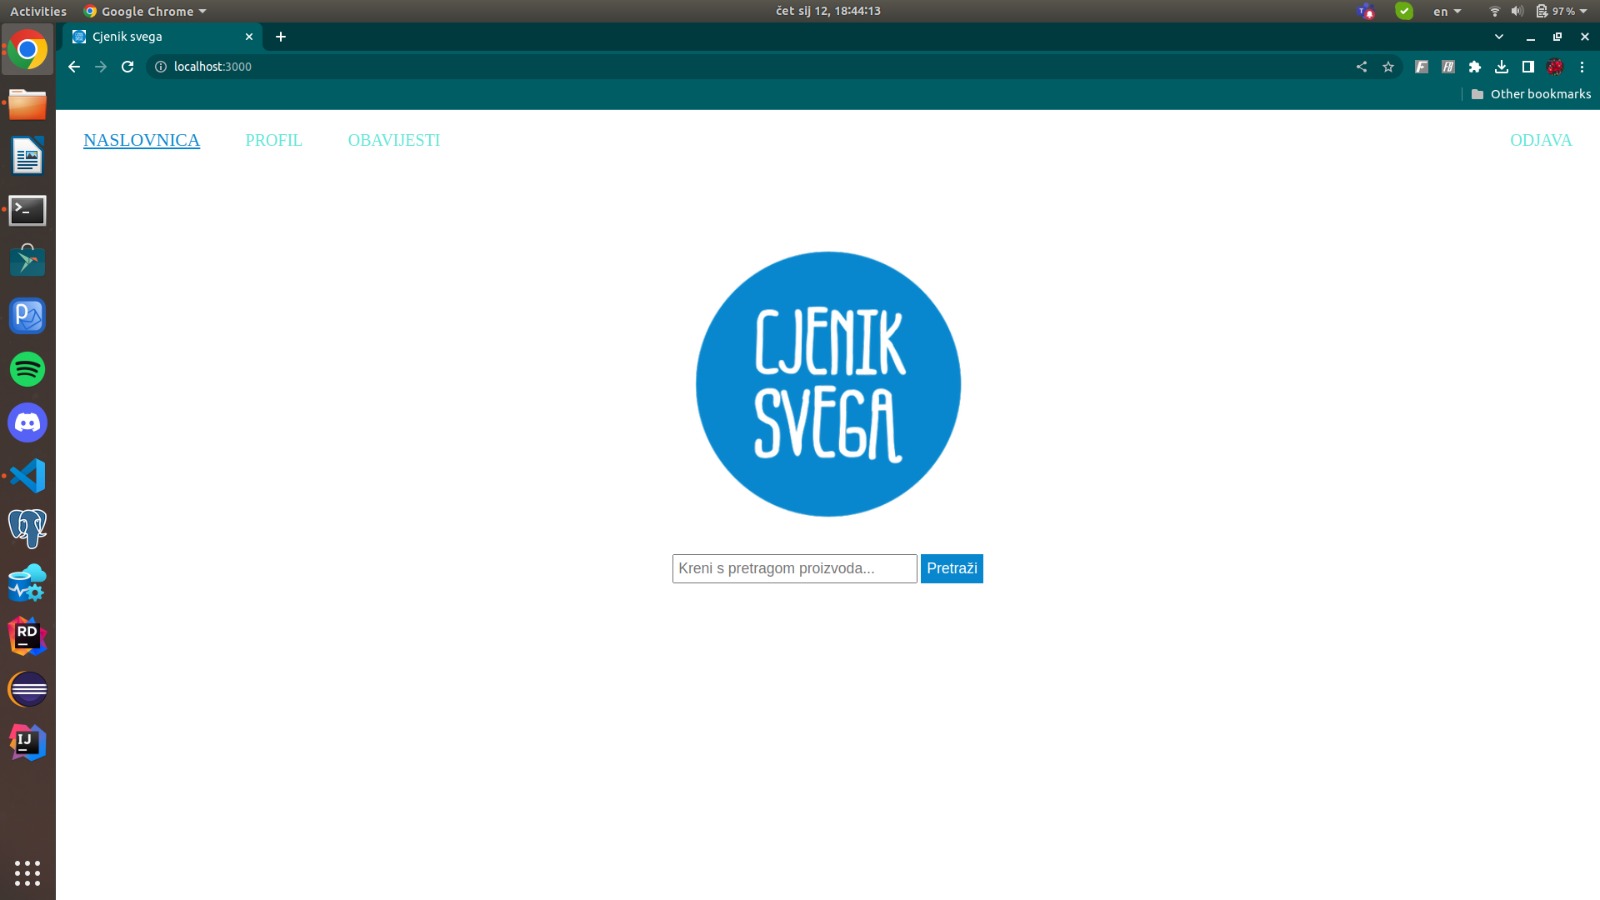 Activities
Google Chrome
čet sij 12, 18:44:13
en
97 %
Cjenik svega
localhost:3000
Other bookmarks
NASLOVNICA
PROFIL
OBAVIJESTI
ODJAVA
CJENIK
SVEGA
Kreni s pretragom proizvoda...
Pretraži
RD
IJ